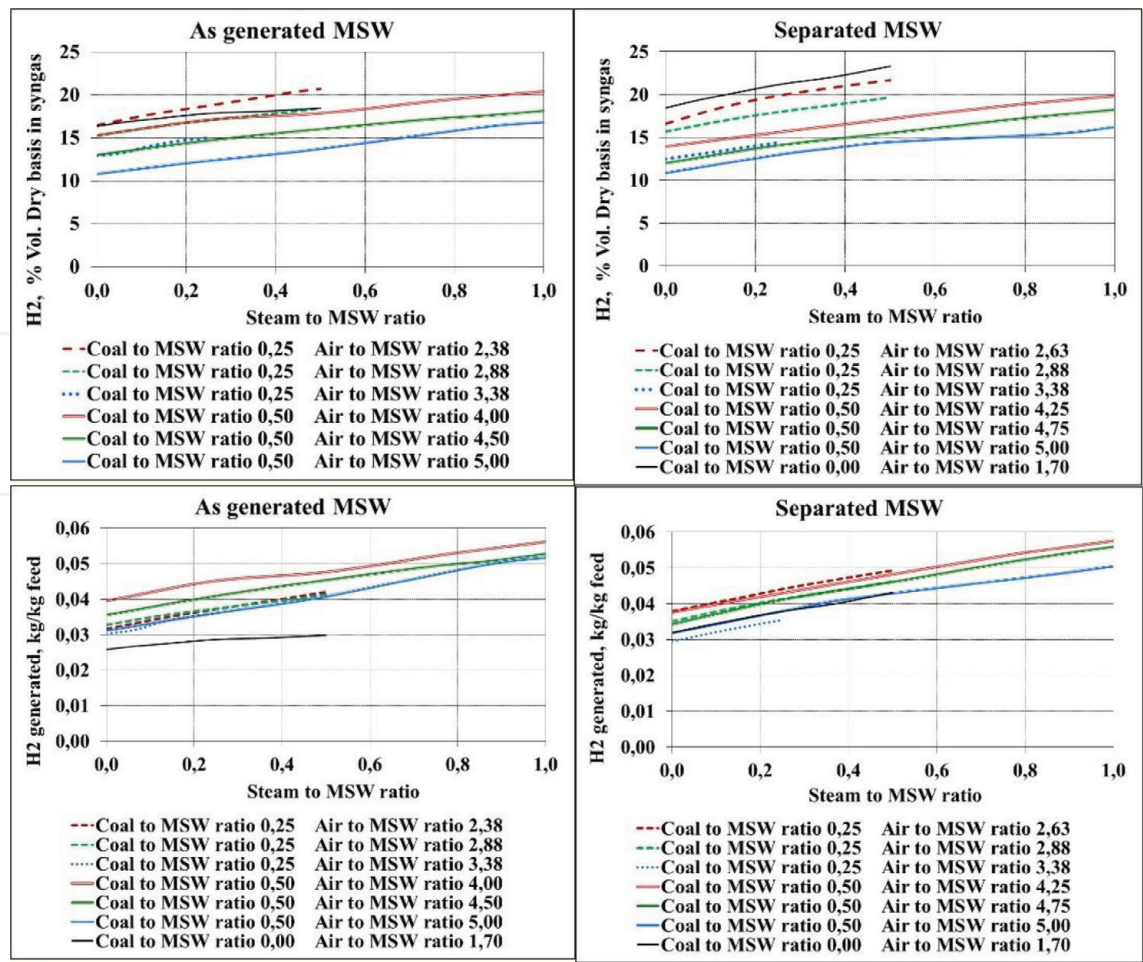 As generated MSW
H2, % Vol. Dry basis in syngas
25
20
15
10
5
0
0,0 0,2 0,4 0,6 0,8 1,0
Steam to MSW ratio
Coal to MSW ratio 0,25 Air to MSW ratio 2,38
Coal to MSW ratio 0,25 Air to MSW ratio 2,88
Coal to MSW ratio 0,25 Air to MSW ratio 3,38
Coal to MSW ratio 0,50 Air to MSW ratio 4,00
Coal to MSW ratio 0,50 Air to MSW ratio 4,50
Coal to MSW ratio 0,50 Air to MSW ratio 5,00
Separated MSW
H2, % Vol. Dry basis in syngas
25
20
15
10
5
0
0,0 0,2 0,4 0,6 0,8 1,0
Steam to MSW ratio
Coal to MSW ratio 0,25 Air to MSW ratio 2,63
Coal to MSW ratio 0,25 Air to MSW ratio 2,88
Coal to MSW ratio 0,25 Air to MSW ratio 3,38
Coal to MSW ratio 0,50 Air to MSW ratio 4,25
Coal to MSW ratio 0,50 Air to MSW ratio 4,75
Coal to MSW ratio 0,50 Air to MSW ratio 5,00
Coal to MSW ratio 0,00 Air to MSW ratio 1,70
As generated MSW
H2 generated, kg/kg feed
0,06
0,05
0,04
0,03
0,02
0,01
0,00
0,0 0,2 0,4 0,6 0,8 1,0
Steam to MSW ratio
Coal to MSW ratio 0,25 Air to MSW ratio 2,38
Coal to MSW ratio 0,25 Air to MSW ratio 2,88
Coal to MSW ratio 0,25 Air to MSW ratio 3,38
Coal to MSW ratio 0,50 Air to MSW ratio 4,00
Coal to MSW ratio 0,50 Air to MSW ratio 4,50
Coal to MSW ratio 0,50 Air to MSW ratio 5,00
Coal to MSW ratio 0,00 Air to MSW ratio 1,70
Separated MSW
H2 generated, kg/kg feed
0,06
0,05
0,04
0,03
0,02
0,01
0,00
0,0 0,2 0,4 0,6 0,8 1,0
Steam to MSW ratio
Coal to MSW ratio 0,25 Air to MSW ratio 2,63
Coal to MSW ratio 0,25 Air to MSW ratio 2,88
Coal to MSW ratio 0,25 Air to MSW ratio 3,38
Coal to MSW ratio 0,50 Air to MSW ratio 4,25
Coal to MSW ratio 0,50 Air to MSW ratio 4,75
Coal to MSW ratio 0,50 Air to MSW ratio 5,00
Coal to MSW ratio 0,00 Air to MSW ratio 1,70